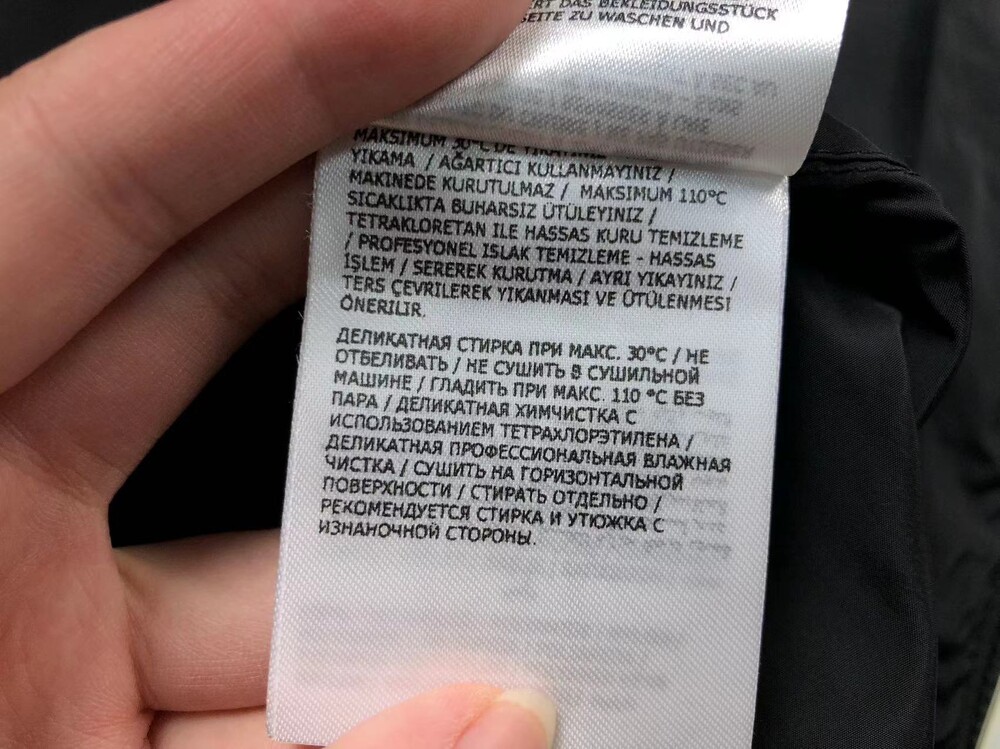 DAS BEKLEIDUNGSSTÜCK
SEITE ZU WASCHEN UND
MAKSIMUM 30°C DE
YIKAMA / AĞARTICI KULLANMAYINIZ /
MAKINEDE KURUTULMAZ / MAKSIMUM 110°C
SICAKLIKTA BUHARSIZ ÜTÜLEYINIZ /
TETRAKLORETAN ILE HASSAS KURU TEMIZLEME
/ PROFESYONEL ISLAK TEMIZLEME - HASSAS
İŞLEM / SEREREK KURUTMA / AYRI YIKAYINIZ /
TERS ÇEVRILEREK YIKANMASI VE ÜTÜLENMESI
ÖNERILIR.
ДЕЛИКАТНАЯ СТИРКА ПРИ МАКС. 30°C / НЕ
ОТБЕЛИВАТЬ / НЕ СУШИТЬ В СУШИЛЬНОЙ
МАШИНЕ / ГЛАДИТЬ ПРИ МАКС. 110 °C БЕЗ
ПАРА / ДЕЛИКАТНАЯ ХИМЧИСТКА С
ИСПОЛЬЗОВАНИЕМ ТЕТРАХЛОРЭТИЛЕНА /
ДЕЛИКАТНАЯ ПРОФЕССИОНАЛЬНАЯ ВЛАЖНАЯ
ЧИСТКА / СУШИТЬ НА ГОРИЗОНТАЛЬНОЙ
ПОВЕРХНОСТИ / СТИРАТЬ ОТДЕЛЬНО /
РЕКОМЕНДУЕТСЯ СТИРКА И УТЮЖКА С
ИЗНАНОЧНОЙ СТОРОНЫ.